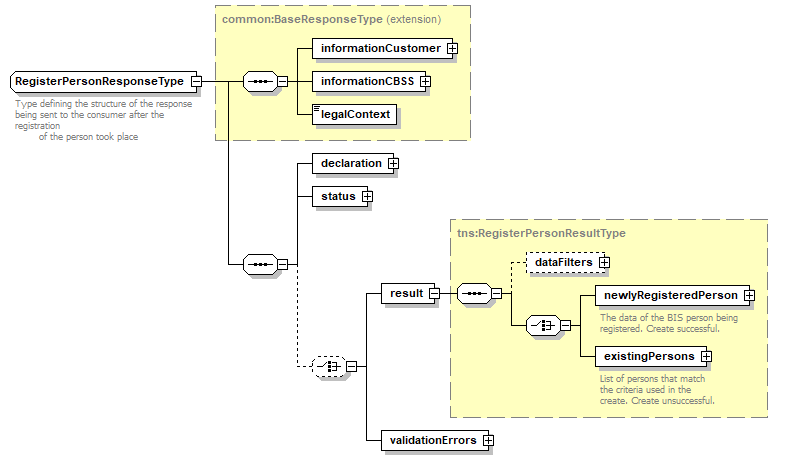 common:BaseResponseType (extension)
informationCustomer
RegisterPersonResponseType
informationCBSS
Type defining the structure of the response
being sent to the consumer after the
registration
of the person took place
legalContext
declaration
status
tns:RegisterPersonResultType
dataFilters
result
newlyRegisteredPerson
The data of the BIS person being
registered. Create successful.
existingPersons
List of persons that match
the criteria used in the
create. Create unsuccessful.
validationErrors